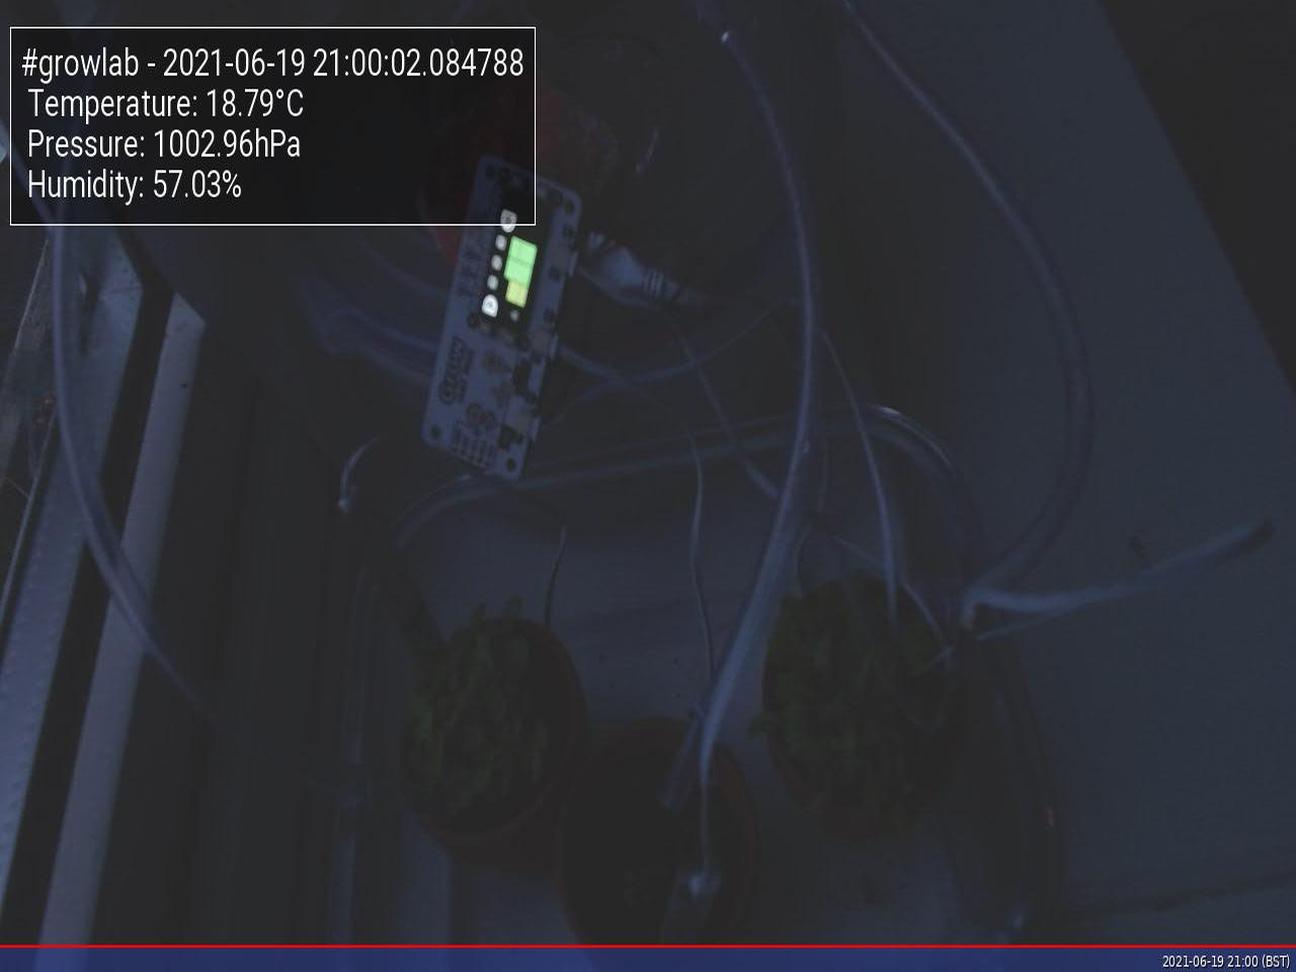 #growlab - 2021-06-19 21:00:02.084788
Temperature: 18.79°C
Pressure: 1002.96hPa
Humidity: 57.03%
GROW
2021-06-19 21:00 (BST)